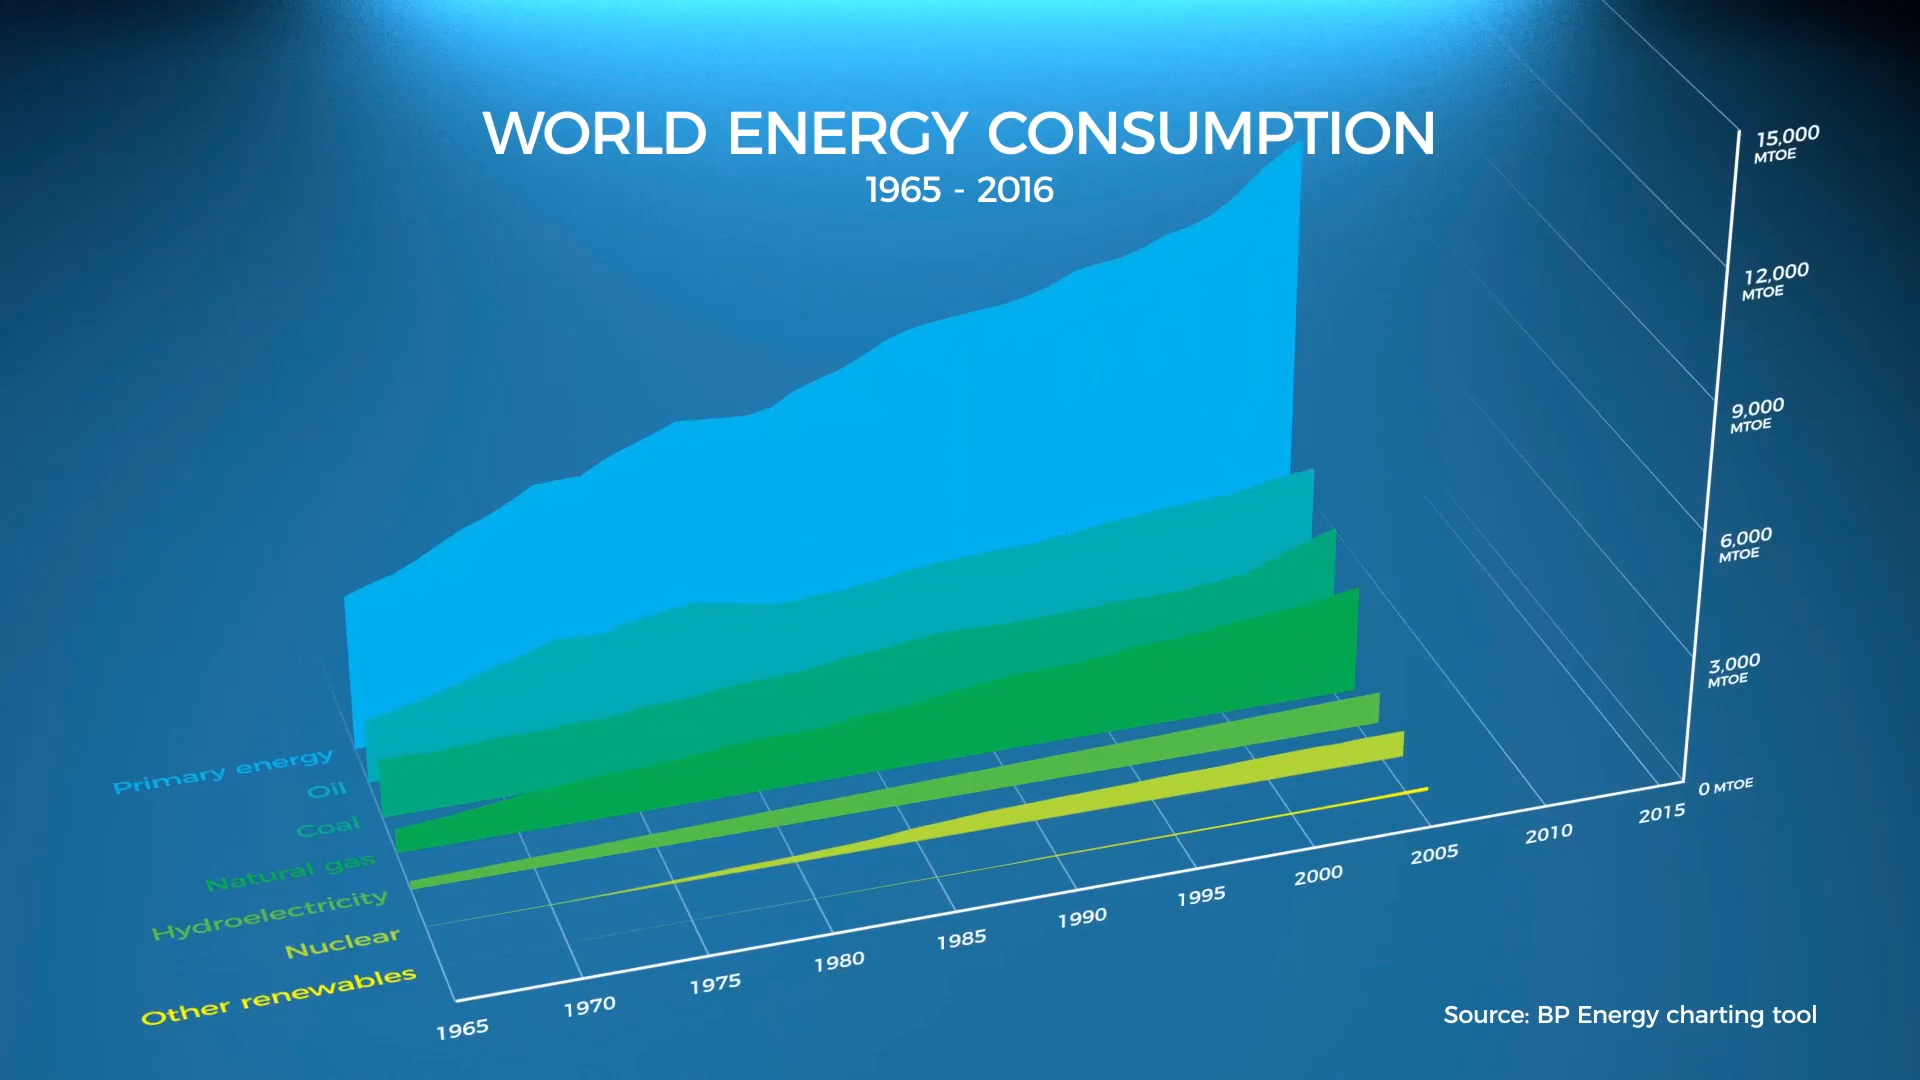 WORLD ENERGY CONSUMPTION
1965 - 2016
15,000
MTOE
12,000
MTOE
9,000
MTOE
6,000
MTOE
3,000
MTOE
0 MTOE
Primary energy
Oil
Coal
Natural gas
Hydroelectricity
Nuclear
Other renewables
1965
1970
1975
1980
1985
1990
1995
2000
2005
2010
2015
Source: BP Energy charting tool